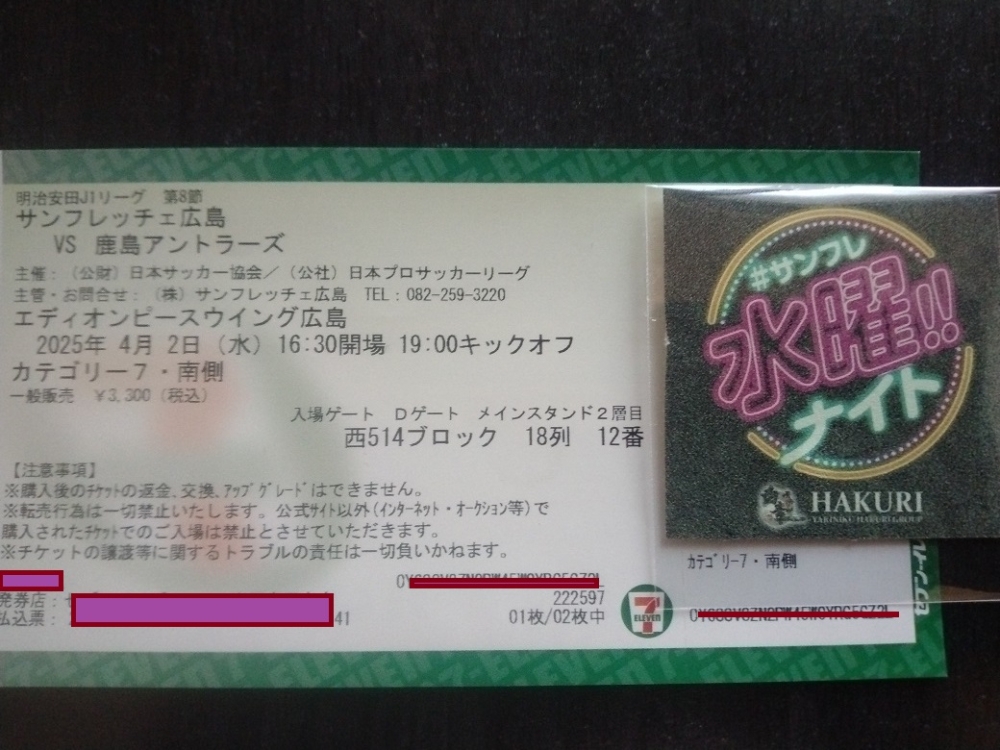 明治安田J1リーグ 第8節
サンフレッチェ広島
VS 鹿島アントラーズ
主催：（公財）日本サッカー協会／（公社）日本プロサッカーリーグ
主管・お問合せ：（株）サンフレッチェ広島 TEL：082-259-3220
エディオンピースウイング広島
2025年 4月 2日（水）16:30開場 19:00キックオフ
カテゴリー７・南側
一般販売 ￥3,300（税込）
入場ゲート Ｄゲート メインスタンド２層目
西514ブロック 18列 12番
【注意事項】
※購入後のﾁｹｯﾄの返金、交換、ｱｯﾌﾟｸﾞﾚｰﾄﾞはできません。
※転売行為は一切禁止いたします。公式ｻｲﾄ以外(ｲﾝﾀｰﾈｯﾄ・ｵｰｸｼｮﾝ等)で
購入されたﾁｹｯﾄでのご入場は禁止とさせていただきます。
※チケットの譲渡等に関するトラブルの責任は一切負いかねます。
222597
発券店：
払込票：
41
01枚/02枚中
7
ELEVEN
#サンフレ
水曜!!
ナイト
HAKURI
YAKINIKU HAKURI GROUP
ｶﾃｺﾞﾘｰ7・南側